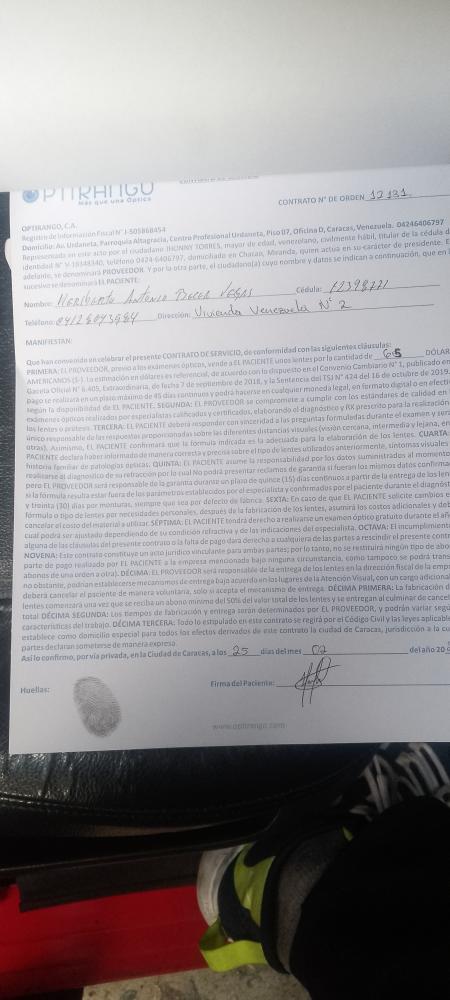 OPTIRANGO
Más que una Óptica
CONTRATO N° DE ORDEN 12131
OPTIRANGO, C.A.
Registro de Información Fiscal N° J-505868454
Domicilio: Av. Urdaneta, Parroquia Altagracia, Centro Profesional Urdaneta, Piso 07, Oficina D, Caracas, Venezuela. 04246406797
Representado en este acto por el ciudadano JHONNY TORRES, mayor de edad, venezolano, civilmente hábil, titular de la cédula d
identidad N° V-19348340, teléfono 0424-6406797, domiciliado en Chacao, Miranda, quien actúa en su carácter de presidente. E
adelante, se denominará PROVEEDOR. Y por la otra parte, el ciudadano(a) cuyo nombre y datos se indican a continuación, que en l
sucesivo se denominará EL PACIENTE:
Nombre: Heriberto Antonio Vegas Cédula: 12398771
Teléfono: 04125043984 Dirección: Vivienda Venezuela N° 2
MANIFIESTAN:
Que han convenido en celebrar el presente CONTRATO DE SERVICIO, de conformidad con las siguientes cláusulas:
PRIMERA: EL PROVEEDOR, previo a los exámenes ópticos, vende a EL PACIENTE unos lentes por la cantidad de 65 DÓLAR
AMERICANOS ($-). La estimación en dólares es referencial, de acuerdo con lo dispuesto en el Convenio Cambiario N° 1, publicado en
Gaceta Oficial N° 6.405, Extraordinaria, de fecha 7 de septiembre de 2018, y la Sentencia del TSJ N° 424 del 16 de octubre de 2019.
pago se realizará en un plazo máximo de 45 días continuos y podrá hacerse en cualquier moneda legal, en formato digital o en efecti
según la disponibilidad de EL PACIENTE. SEGUNDA: EL PROVEEDOR se compromete a cumplir con los estándares de calidad en
exámenes ópticos realizados por especialistas calificados y certificados, elaborando el diagnóstico y RX prescrito para la realización
los lentes o prótesis. TERCERA: EL PACIENTE deberá responder con sinceridad a las preguntas formuladas durante el examen y ser
único responsable de las respuestas proporcionadas sobre las diferentes distancias visuales (visión cercana, intermedia y lejana, en
otras). Asimismo, EL PACIENTE confirmará que la fórmula indicada es la adecuada para la elaboración de los lentes. CUARTA:
PACIENTE declara haber informado de manera correcta y precisa sobre el tipo de lentes utilizados anteriormente, síntomas visuales
historia familiar de patologías ópticas. QUINTA: EL PACIENTE asume la responsabilidad por los datos suministrados al momento
realizarse el diagnóstico de su refracción por lo cual No podrá presentar reclamos de garantía si fueran los mismos datos confirma
pero EL PROVEEDOR será responsable de la garantía durante un plazo de quince (15) días continuos a partir de la entrega de los len
si la fórmula resulta estar fuera de los parámetros establecidos por el especialista y confirmados por el paciente durante el diagnóst
y treinta (30) días por monturas, siempre que sea por defecto de fábrica. SEXTA: En caso de que EL PACIENTE solicite cambios e
fórmula o tipo de lentes por necesidades personales, después de la fabricación de los lentes, asumirá los costos adicionales y deb
cancelar el costo del material a utilizar. SÉPTIMA: EL PACIENTE tendrá derecho a realizarse un examen óptico gratuito durante el añ
cual podrá ser ajustado dependiendo de su condición refractiva y de las indicaciones del especialista. OCTAVA: El incumplimient
alguna de las cláusulas del presente contrato o la falta de pago dará derecho a cualquiera de las partes a rescindir el presente contr
NOVENA: Este contrato constituye un acto jurídico vinculante para ambas partes; por lo tanto, no se restituirá ningún tipo de abono
parte de pago realizado por EL PACIENTE a la empresa mencionado bajo ninguna circunstancia, como tampoco se podrá trans
abonos de una orden a otra). DÉCIMA: EL PROVEEDOR será responsable de la entrega de los lentes en la dirección fiscal de la empr
no obstante, podrían establecerse mecanismos de entrega bajo acuerdo en los lugares de la Atención Visual, con un cargo adicional
deberá cancelar el paciente de manera voluntaria, solo si acepta el mecanismo de entrega. DÉCIMA PRIMERA: La fabricación d
lentes comenzará una vez que se reciba un abono mínimo del 50% del valor total de los lentes y se entregan al culminar de cancel
total DÉCIMA SEGUNDA: Los tiempos de fabricación y entrega serán determinados por EL PROVEEDOR, y podrán variar segú
características del trabajo. DÉCIMA TERCERA: Todo lo estipulado en este contrato se regirá por el Código Civil y las leyes aplicable
establece como domicilio especial para todos los efectos derivados de este contrato la ciudad de Caracas, jurisdicción a la cu
partes declaran someterse de manera expresa.
Así lo confirmo, por vía privada, en la Ciudad de Caracas, a los 25 días del mes 02 del año 20
Huellas:
Firma del Paciente:
www.optirango.com